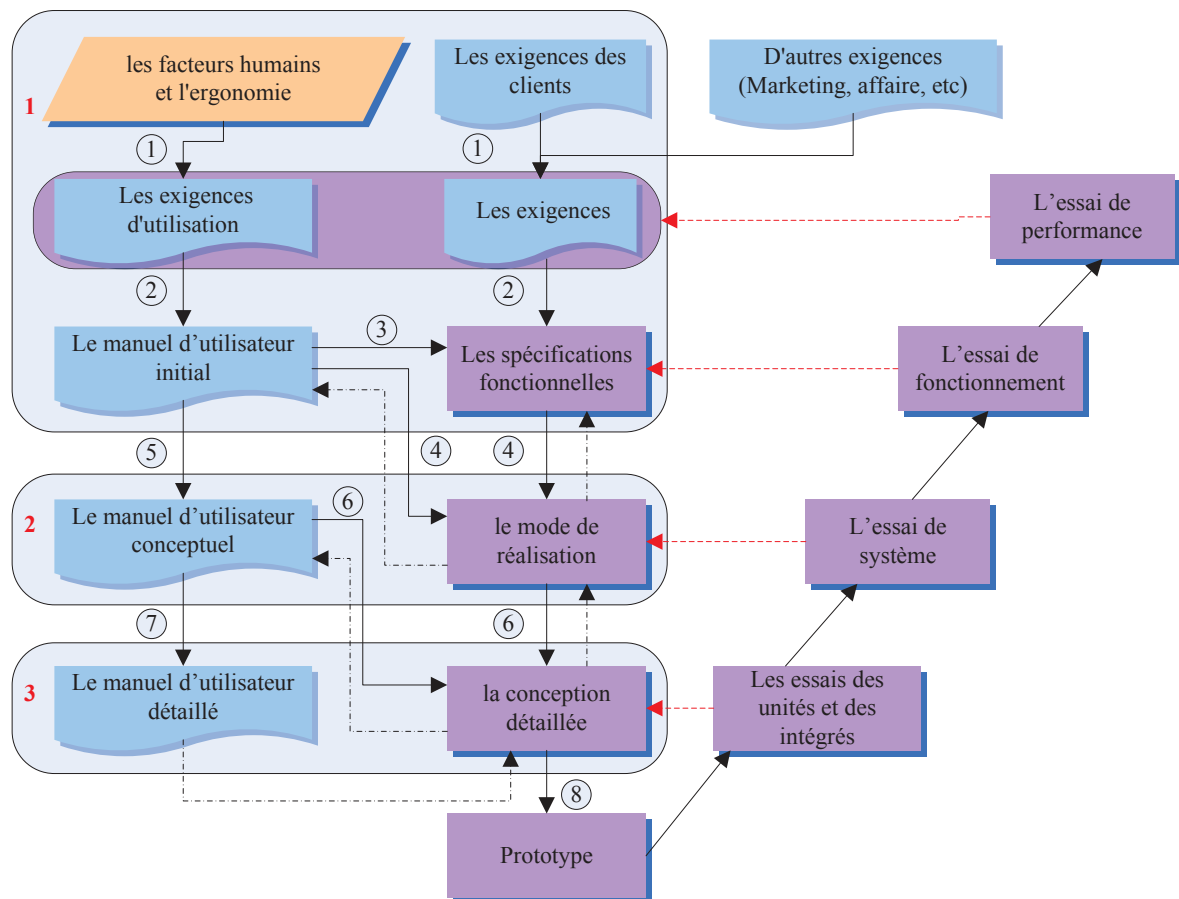 les facteurs humains
et l'ergonomie
Les exigences des
clients
D'autres exigences
(Marketing, affaire, etc)
1
1
1
Les exigences
d'utilisation
Les exigences
L'essai de
performance
2
2
Le manuel d'utilisateur
initial
3
Les spécifications
fonctionnelles
L'essai de
fonctionnement
5
4
4
2
Le manuel d'utilisateur
conceptuel
6
le mode de
réalisation
L'essai de
système
7
6
3
Le manuel d'utilisateur
détaillé
la conception
détaillée
Les essais des
unités et des
intégrés
8
Prototype